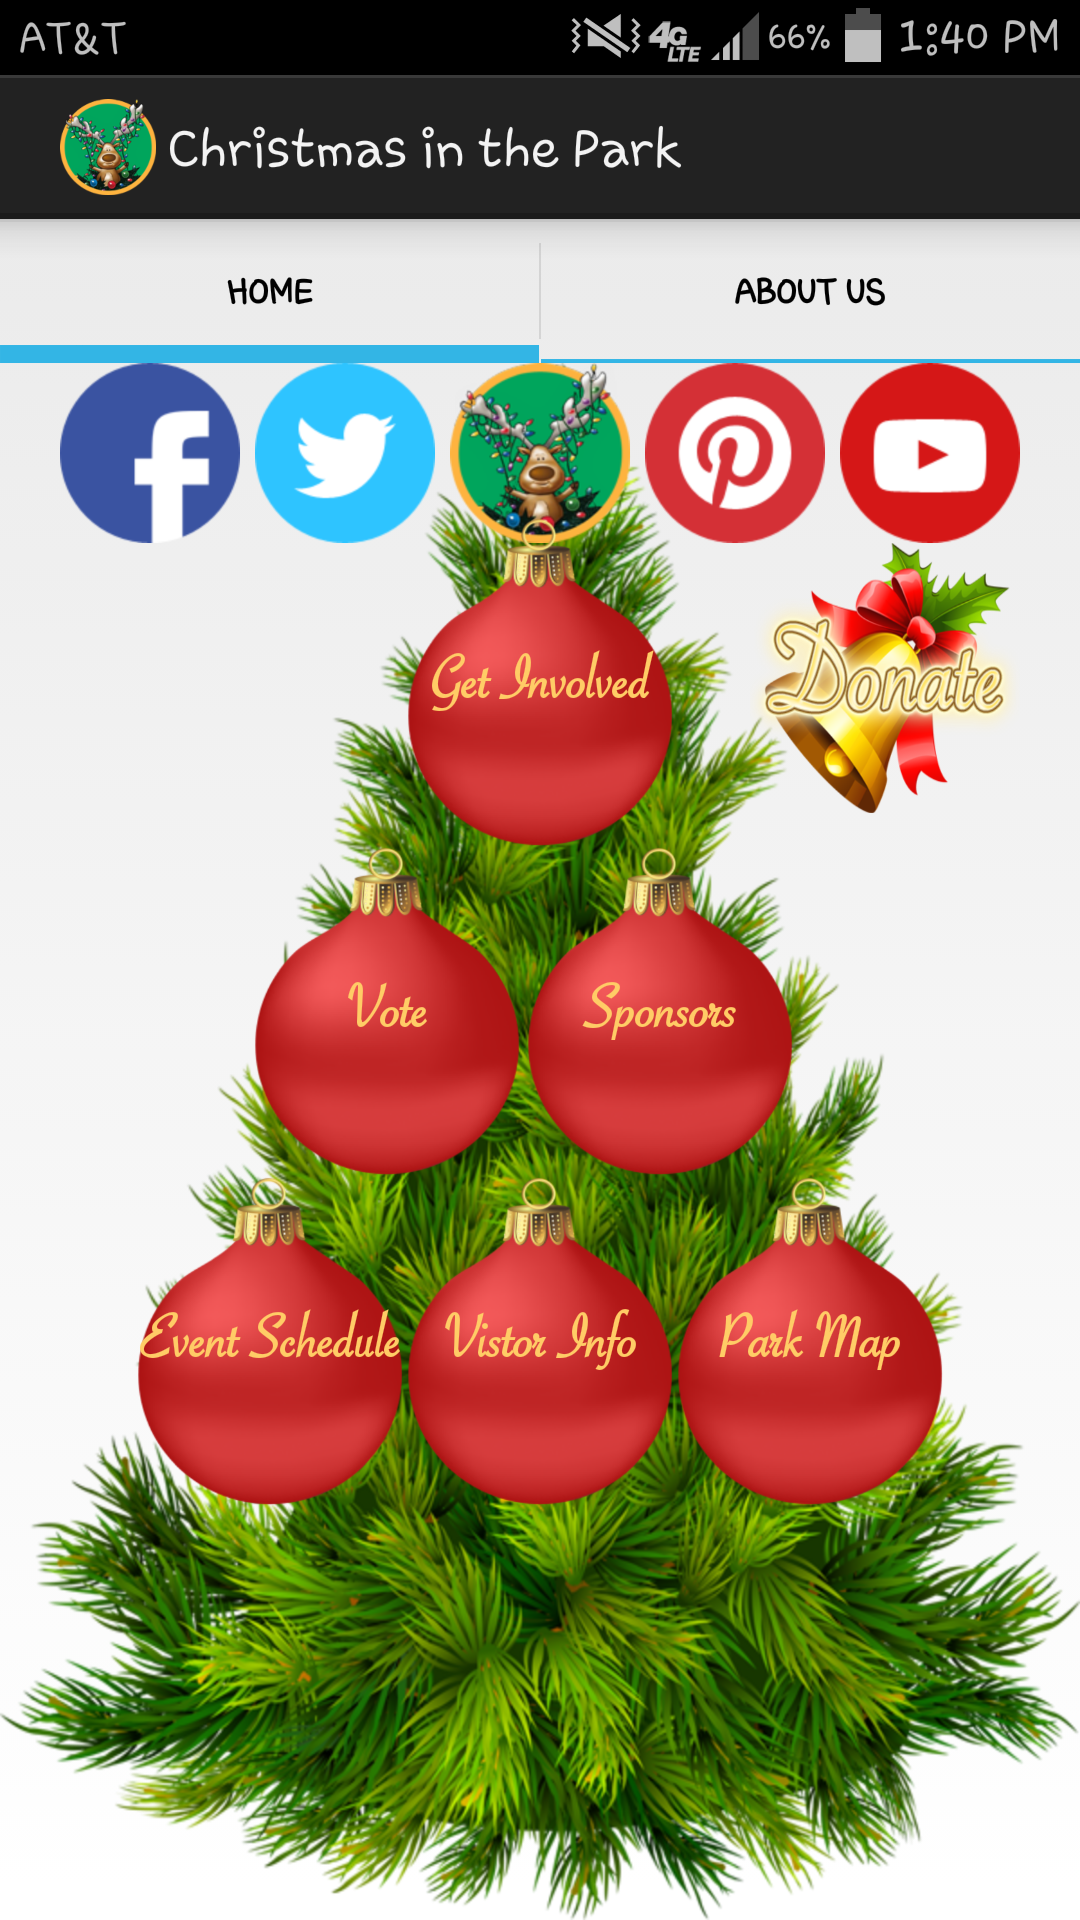 AT&T 4G LTE 66% 1:40 PM
Christmas in the Park
HOME ABOUT US
Get Involved
Donate
Vote Sponsors
Event Schedule Vistor Info Park Map